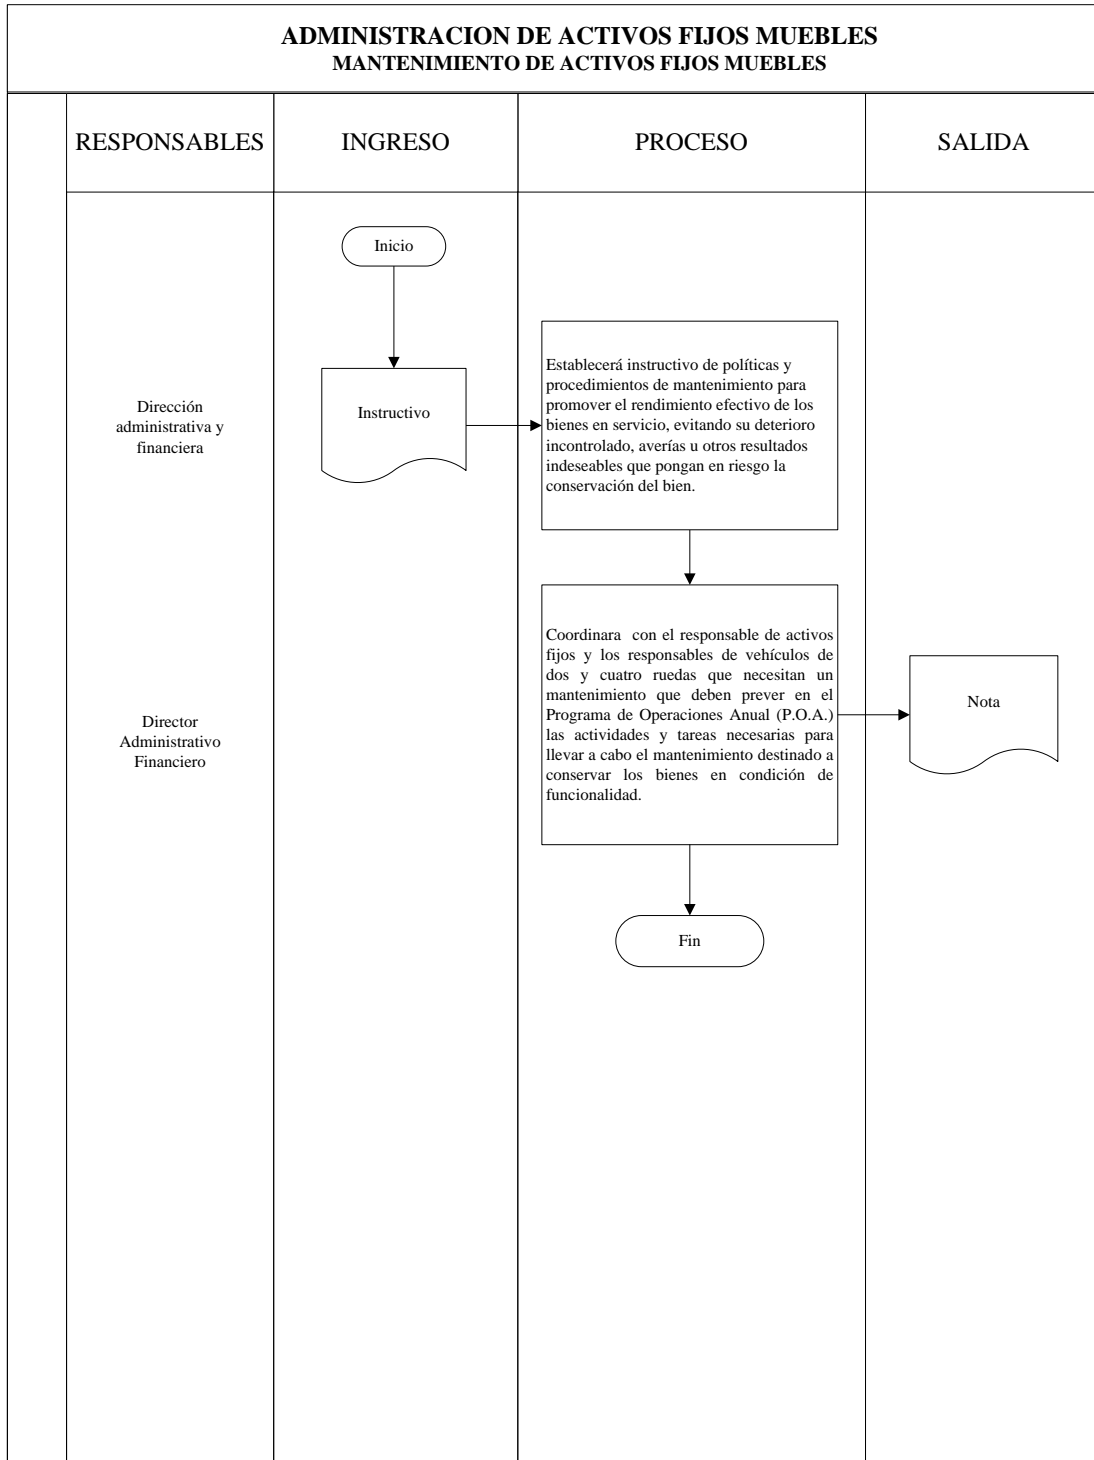 ADMINISTRACION DE ACTIVOS FIJOS MUEBLES
MANTENIMIENTO DE ACTIVOS FIJOS MUEBLES
RESPONSABLES
INGRESO
PROCESO
SALIDA
Inicio
Dirección
administrativa y
financiera
Instructivo
Establecerá instructivo de políticas y
procedimientos de mantenimiento para
promover el rendimiento efectivo de los
bienes en servicio, evitando su deterioro
incontrolado, averías u otros resultados
indeseables que pongan en riesgo la
conservación del bien.
Director
Administrativo
Financiero
Coordinara con el responsable de activos
fijos y los responsables de vehículos de
dos y cuatro ruedas que necesitan un
mantenimiento que deben prever en el
Programa de Operaciones Anual (P.O.A.)
las actividades y tareas necesarias para
llevar a cabo el mantenimiento destinado a
conservar los bienes en condición de
funcionalidad.
Nota
Fin